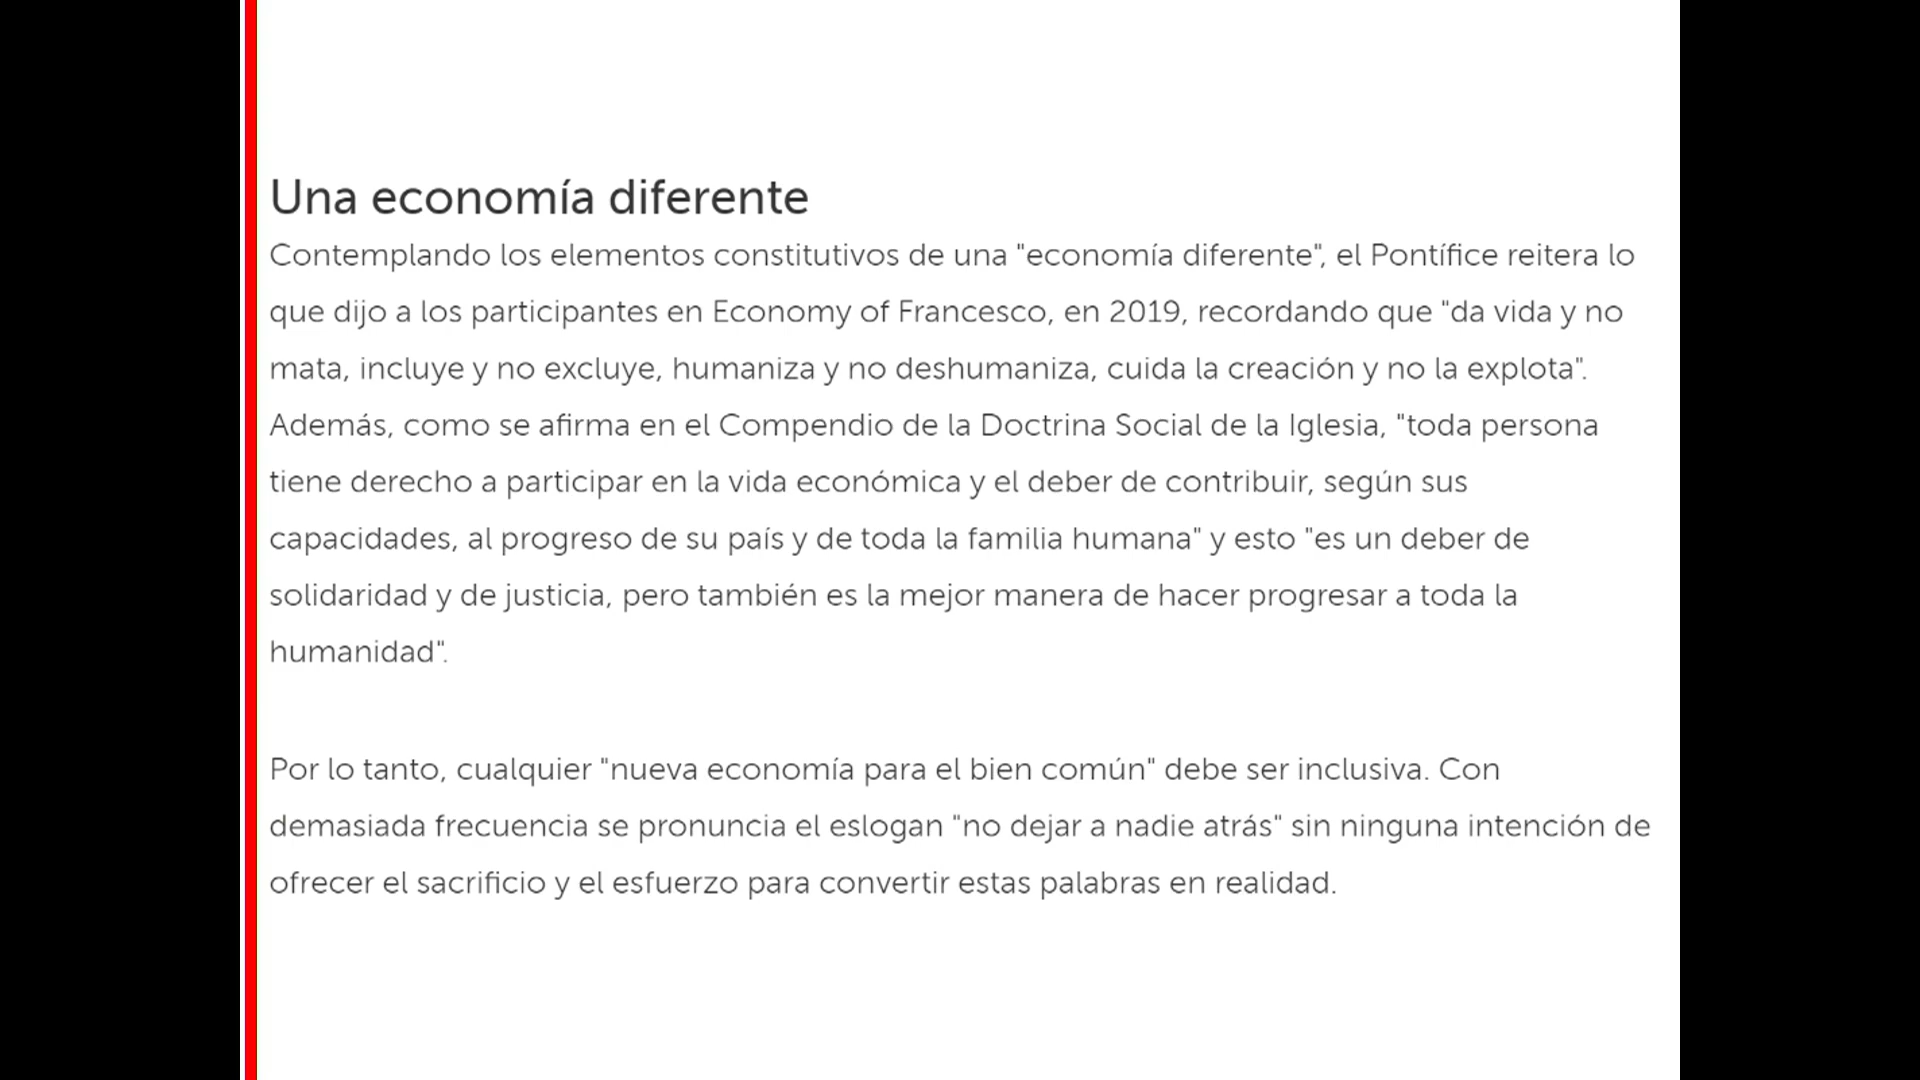 Una economía diferente
Contemplando los elementos constitutivos de una "economía diferente", el Pontífice reitera lo
que dijo a los participantes en Economy of Francesco, en 2019, recordando que "da vida y no
mata, incluye y no excluye, humaniza y no deshumaniza, cuida la creación y no la explota".
Además, como se afirma en el Compendio de la Doctrina Social de la Iglesia, "toda persona
tiene derecho a participar en la vida económica y el deber de contribuir, según sus
capacidades, al progreso de su país y de toda la familia humana" y esto "es un deber de
solidaridad y de justicia, pero también es la mejor manera de hacer progresar a toda la
humanidad".
Por lo tanto, cualquier "nueva economía para el bien común" debe ser inclusiva. Con
demasiada frecuencia se pronuncia el eslogan "no dejar a nadie atrás" sin ninguna intención de
ofrecer el sacrificio y el esfuerzo para convertir estas palabras en realidad.